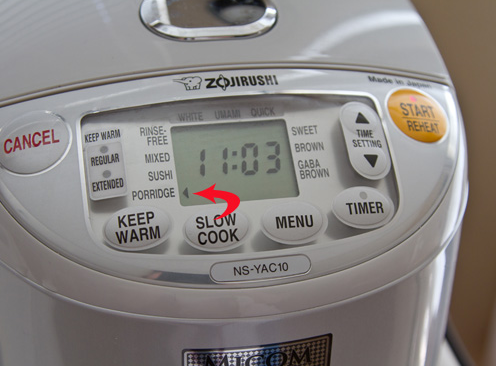 ZOJIRUSHI
Made in Japan
CANCEL
KEEP WARM
REGULAR
EXTENDED
RINSE-
FREE
MIXED
SUSHI
PORRIDGE
WHITE UMAMI QUICK
11:03
SWEET
BROWN
GABA
BROWN
TIME
SETTING
START
REHEAT
KEEP
WARM
SLOW
COOK
MENU
TIMER
NS-YAC10
MICOM